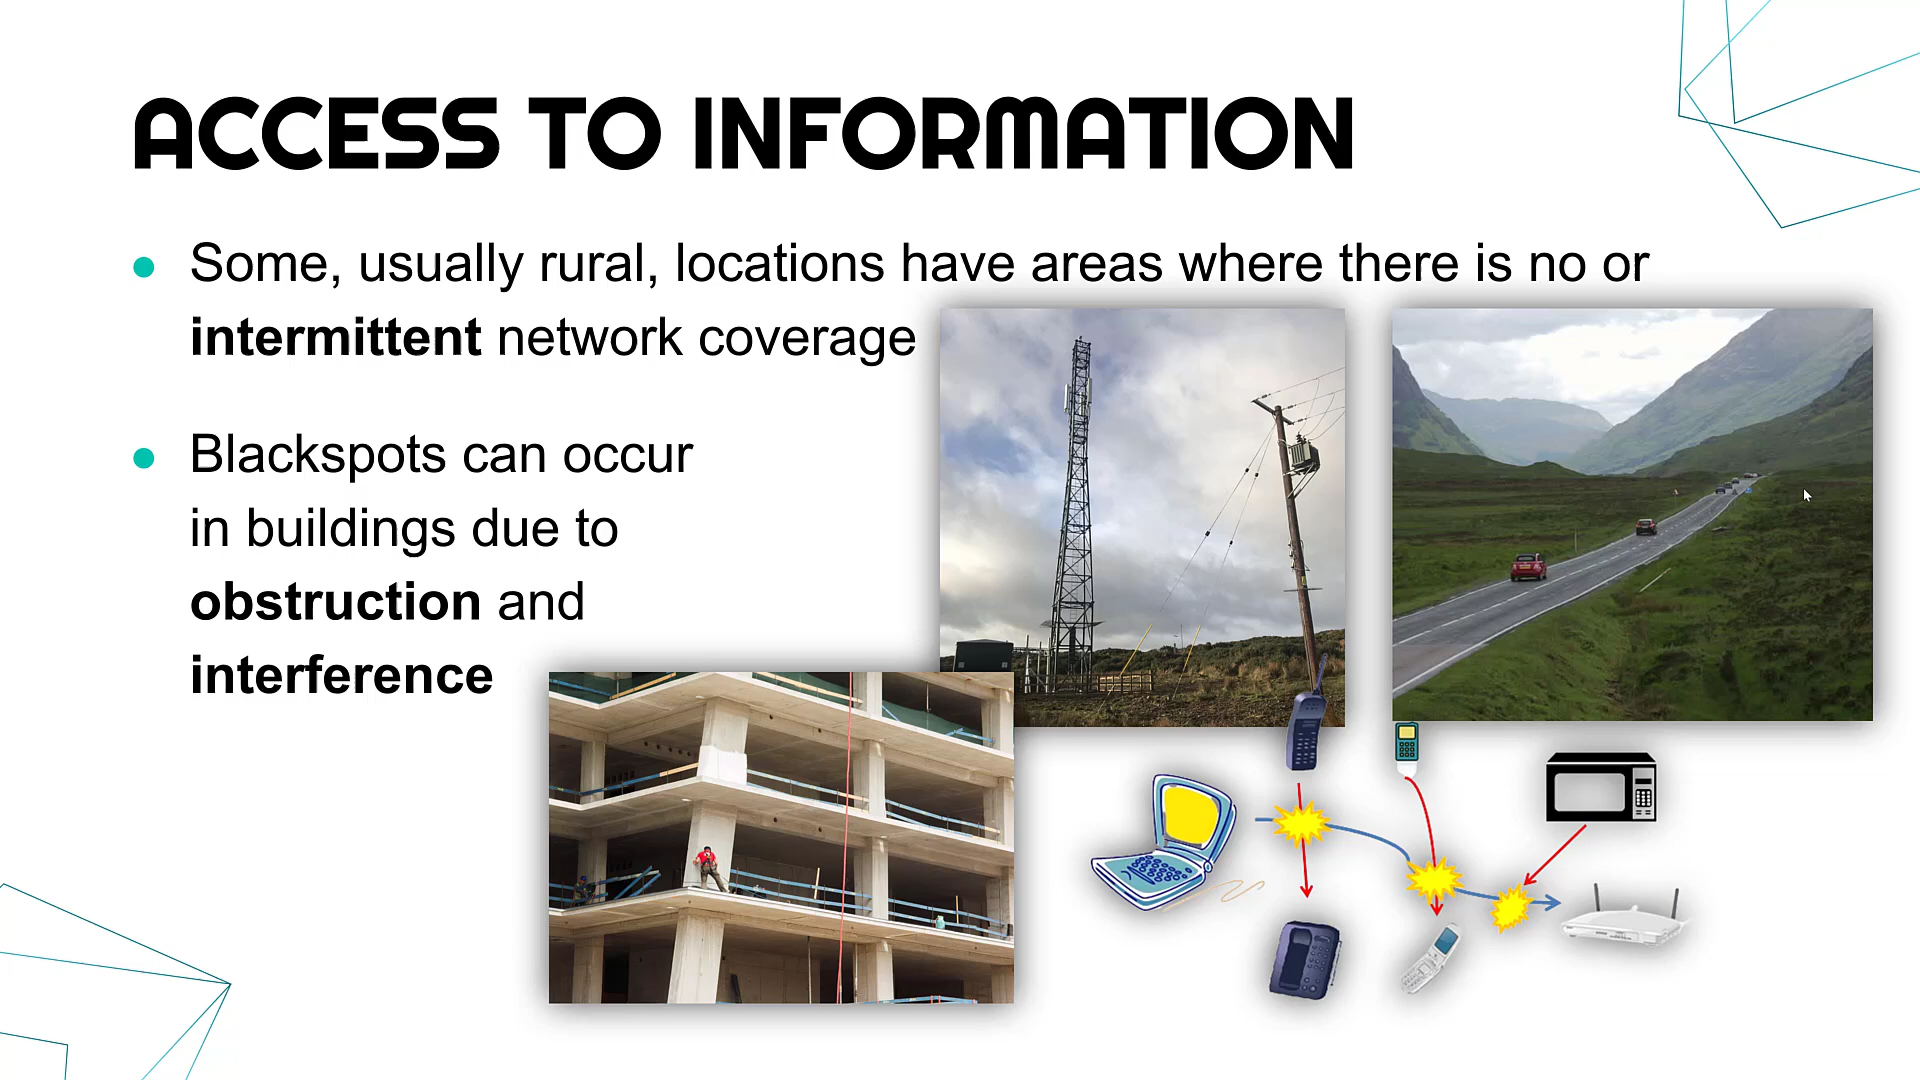 ACCESS TO INFORMATION
Some, usually rural, locations have areas where there is no or
intermittent network coverage
Blackspots can occur
in buildings due to
obstruction and
interference